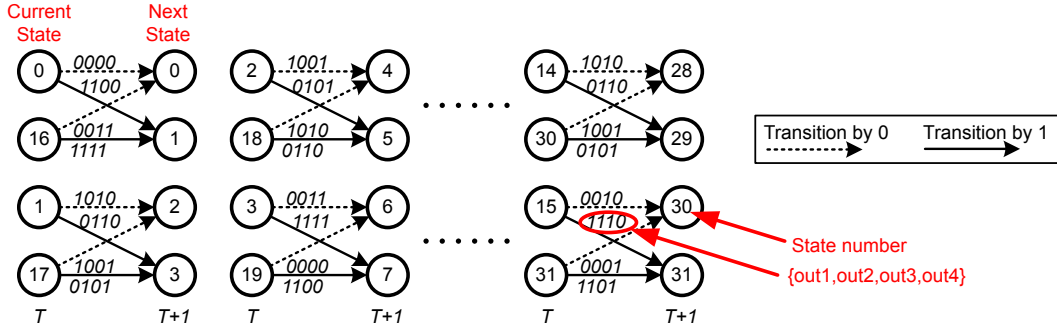 Current State
Next State
0 0000 0 2 1001 4 14 1010 28
1100 0101 0110
16 0011 1 18 1010 5 30 1001 29
1111 0110 0101
Transition by 0 Transition by 1
1 1010 2 3 0011 6 15 0010 30
0110 1111 1110
17 1001 3 19 0000 7 31 0001 31
0101 1100 1101
State number
{out1,out2,out3,out4}
T T+1 T T+1 T T+1